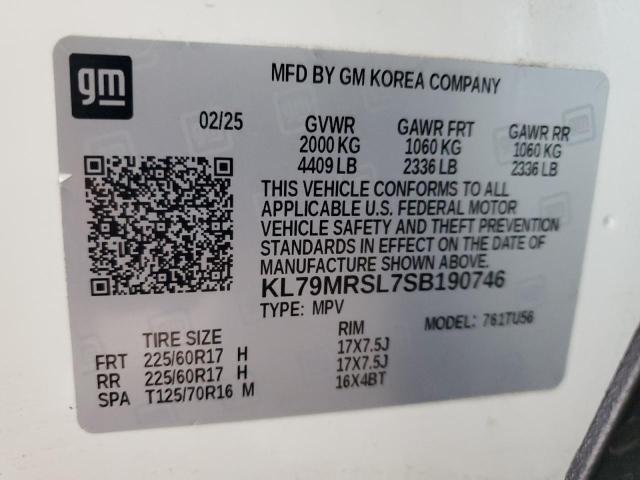 gm
MFD BY GM KOREA COMPANY
02/25 GVWR GAWR FRT GAWR RR
2000 KG 1060 KG 1060 KG
4409 LB 2336 LB 2336 LB
THIS VEHICLE CONFORMS TO ALL
APPLICABLE U.S. FEDERAL MOTOR
VEHICLE SAFETY AND THEFT PREVENTION
STANDARDS IN EFFECT ON THE DATE OF
KL79MRSL7SB190746
TYPE: MPV MODEL: 761TU56
TIRE SIZE RIM
FRT 225/60R17 H 17X7.5J
RR 225/60R17 H 17X7.5J
SPA T125/70R16 M 16X4BT